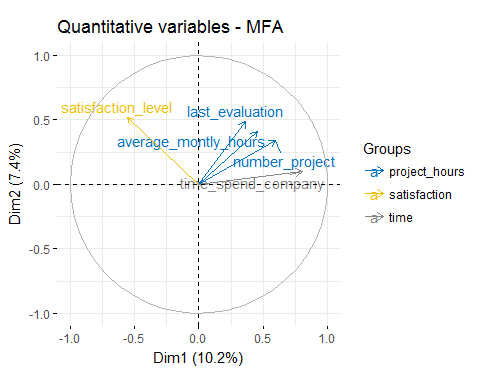 Quantitative variables - MFA
1.0
0.5
0.0
-0.5
-1.0
Dim2 (7.4%)
satisfaction_level
last_evaluation
average_montly_hours
number_project
time_spend_company
-1.0 -0.5 0.0 0.5 1.0
Dim1 (10.2%)
Groups
a project_hours
a satisfaction
a time